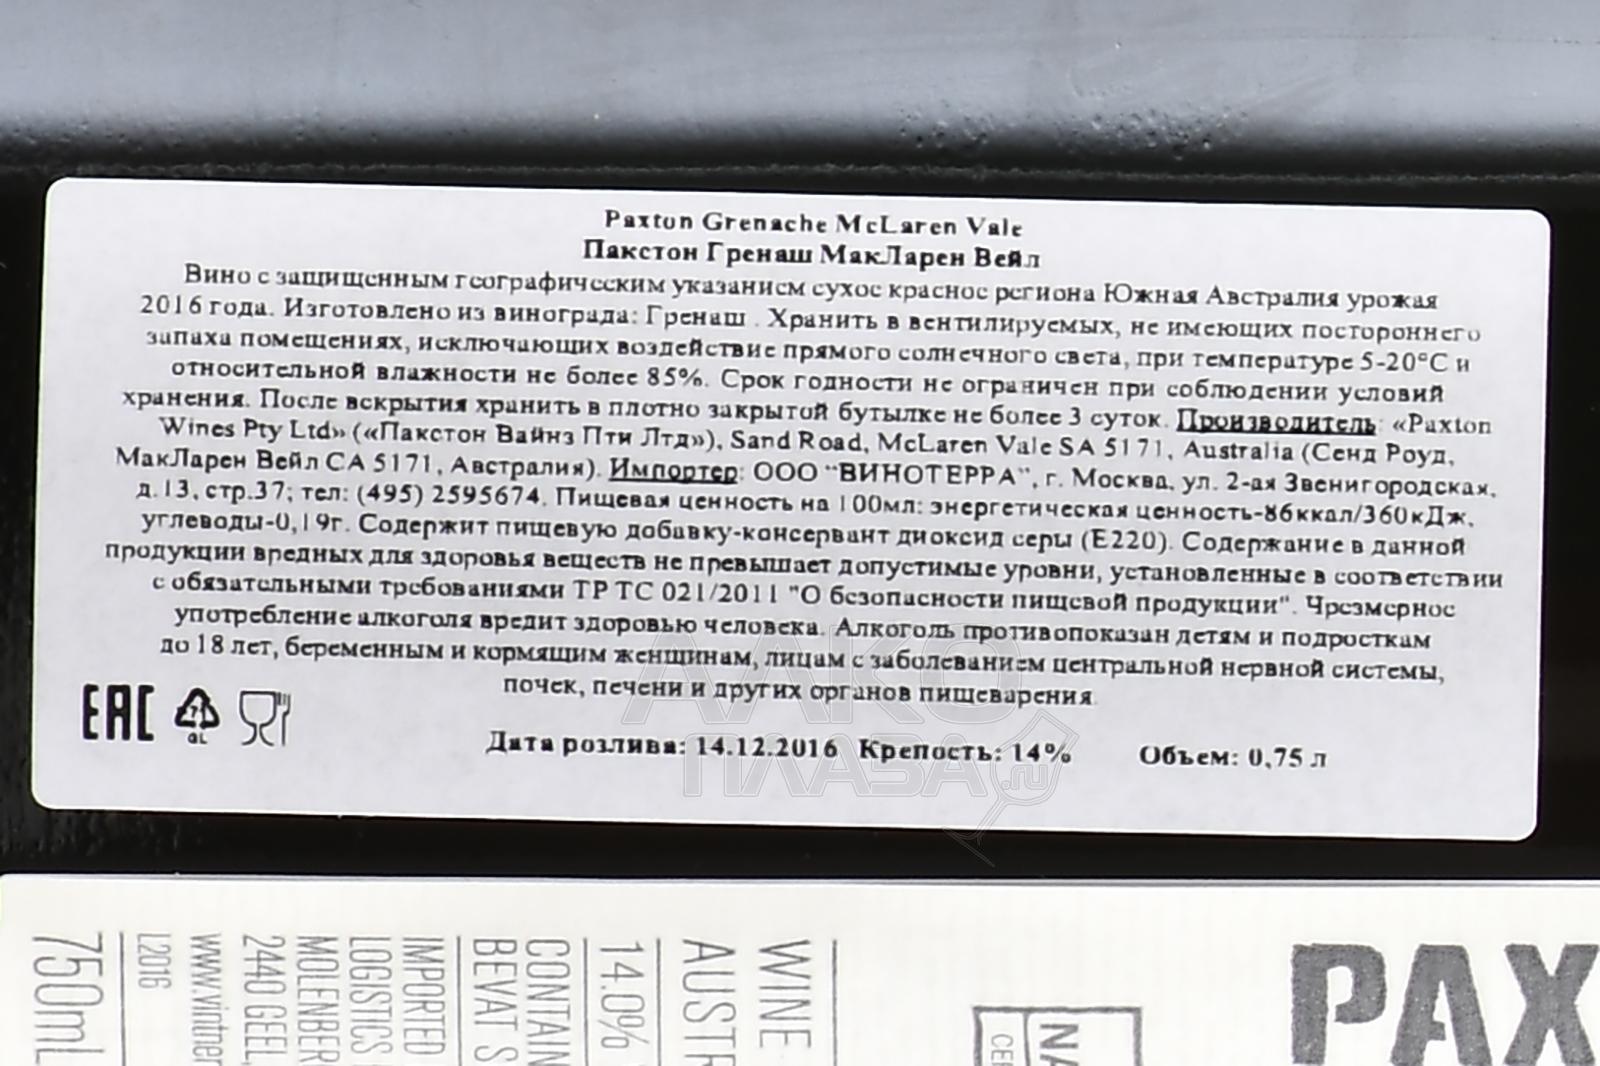 Paxton Grenache McLaren Vale
Пакстон Гренаш МакЛарен Вейл
Вино с защищенным географическим указанием сухое красное региона Южная Австралия урожая
2016 года. Изготовлено из винограда: Гренаш . Хранить в вентилируемых, не имеющих постороннего
запаха помещениях, исключающих воздействие прямого солнечного света, при температуре 5-20°С и
относительной влажности не более 85%. Срок годности не ограничен при соблюдении условий
хранения. После вскрытия хранить в плотно закрытой бутылке не более 3 суток. Производитель: «Paxton
Wines Pty Ltd» («Пакстон Вайнз Пти Лтд»), Sand Road, McLaren Vale SA 5171, Australia (Сенд Роуд,
МакЛарен Вейл СА 5171, Австралия). Импортер: ООО "ВИНОТЕРРА", г. Москва, ул. 2-ая Звенигородская,
д.13, стр.37; тел: (495) 2595674. Пищевая ценность на 100мл: энергетическая ценность-86ккал/360кДж,
углеводы-0,19г. Содержит пищевую добавку-консервант диоксид серы (Е220). Содержание в данной
продукции вредных для здоровья веществ не превышает допустимые уровни, установленные в соответствии
с обязательными требованиями ТР ТС 021/2011 "О безопасности пищевой продукции". Чрезмерное
употребление алкоголя вредит здоровью человека. Алкоголь противопоказан детям и подросткам
до 18 лет, беременным и кормящим женщинам, лицам с заболеванием центральной нервной системы,
почек, печени и других органов пищеварения
EAC
GL
Дата розлива: 14.12.2016 Крепость: 14% Объем: 0,75 л
АЛКО
ПЛАЗА
.ru
PAX
WINE
AUSTR
14.0%
CONTAIN
BEVAT S
IMPORTED
LOGISTICS
MOLENBER
2440 GEEL,
www.vintner
L2016
750mL
NA
CER